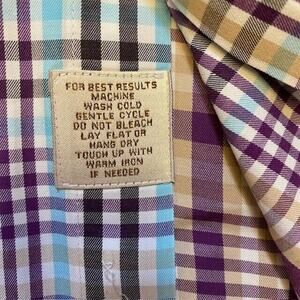 FOR BEST RESULTS
MACHINE
WASH COLD
GENTLE CYCLE
DO NOT BLEACH
LAY FLAT OR
HANG DRY
TOUCH UP WITH
WARM IRON
IF NEEDED